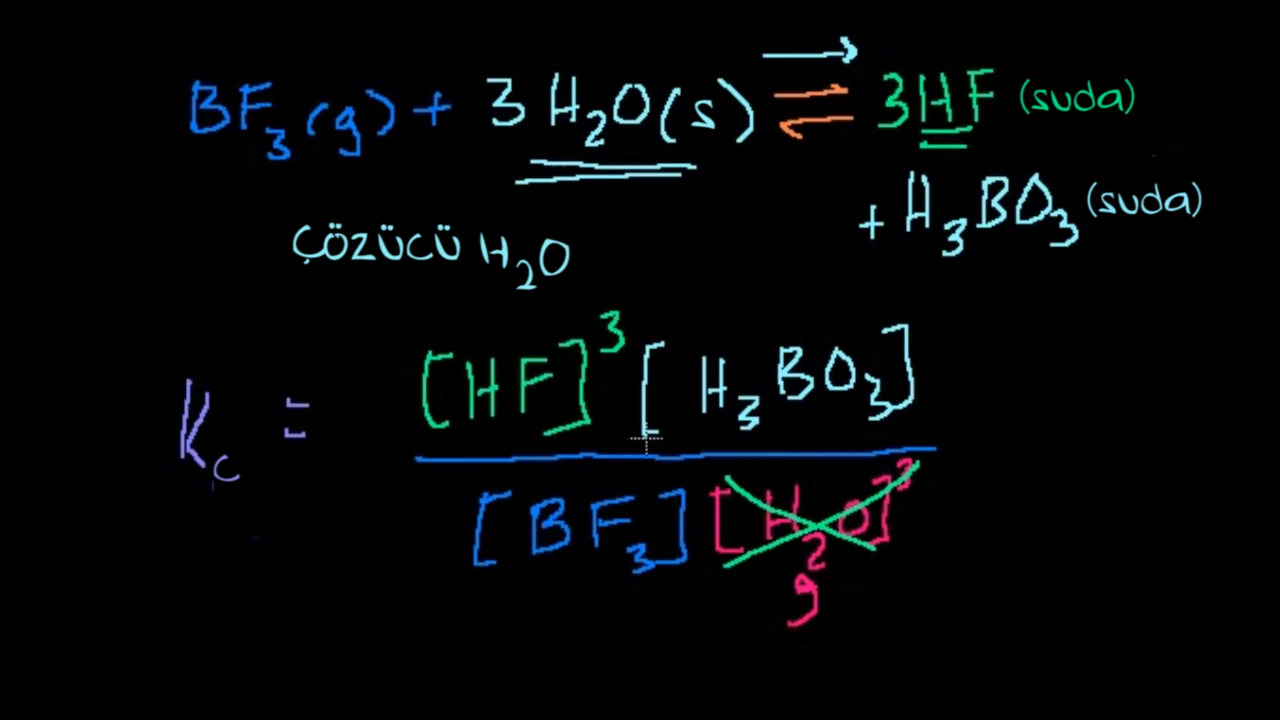 BF₃(g) + 3H₂O(s) ⇌ 3HF (suda)
+ H₃BO₃ (suda)
ÇÖZÜCÜ H₂O
Kc = [HF]³ [H₃BO₃]
[BF₃] [H₂O]³
g